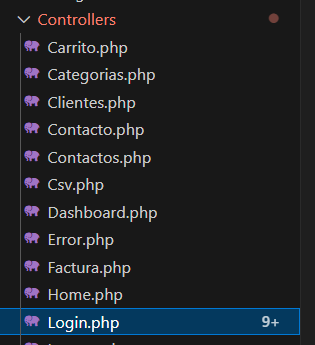 Controllers
Carrito.php
Categorias.php
Clientes.php
Contacto.php
Contactos.php
Csv.php
Dashboard.php
Error.php
Factura.php
Home.php
Login.php 9+